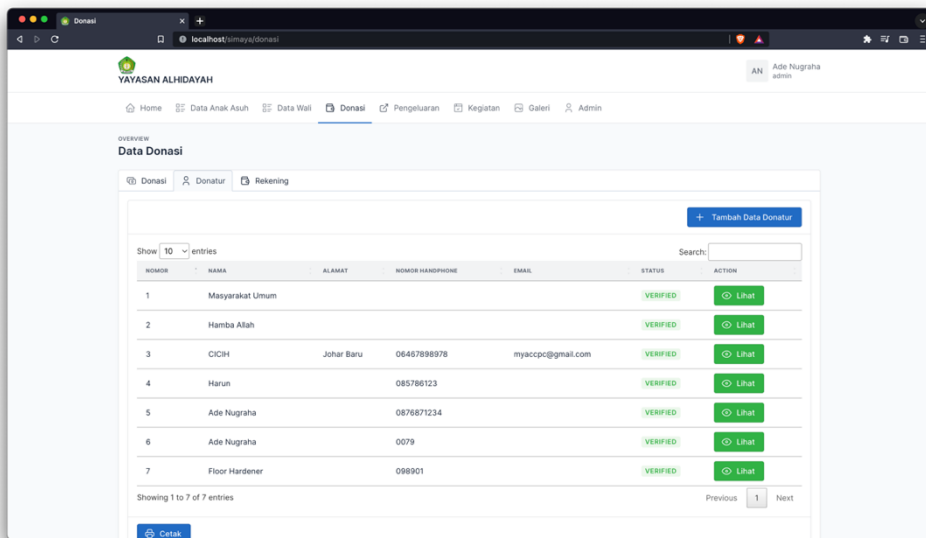 Donasi
localhost/simaya/donasi
YAYASAN ALHIDAYAH
AN Ade Nugraha
admin
Home Data Anak Asuh Data Wali Donasi Pengeluaran Kegiatan Galeri Admin
OVERVIEW
Data Donasi
Donasi Donatur Rekening
+ Tambah Data Donatur
Show 10 entries Search:
NOMOR NAMA ALAMAT NOMOR HANDPHONE EMAIL STATUS ACTION
1 Masyarakat Umum VERIFIED Lihat
2 Hamba Allah VERIFIED Lihat
3 CICIH Johar Baru 06467898978 myaccpc@gmail.com VERIFIED Lihat
4 Harun 085786123 VERIFIED Lihat
5 Ade Nugraha 0876871234 VERIFIED Lihat
6 Ade Nugraha 0079 VERIFIED Lihat
7 Floor Hardener 098901 VERIFIED Lihat
Showing 1 to 7 of 7 entries Previous 1 Next
Cetak